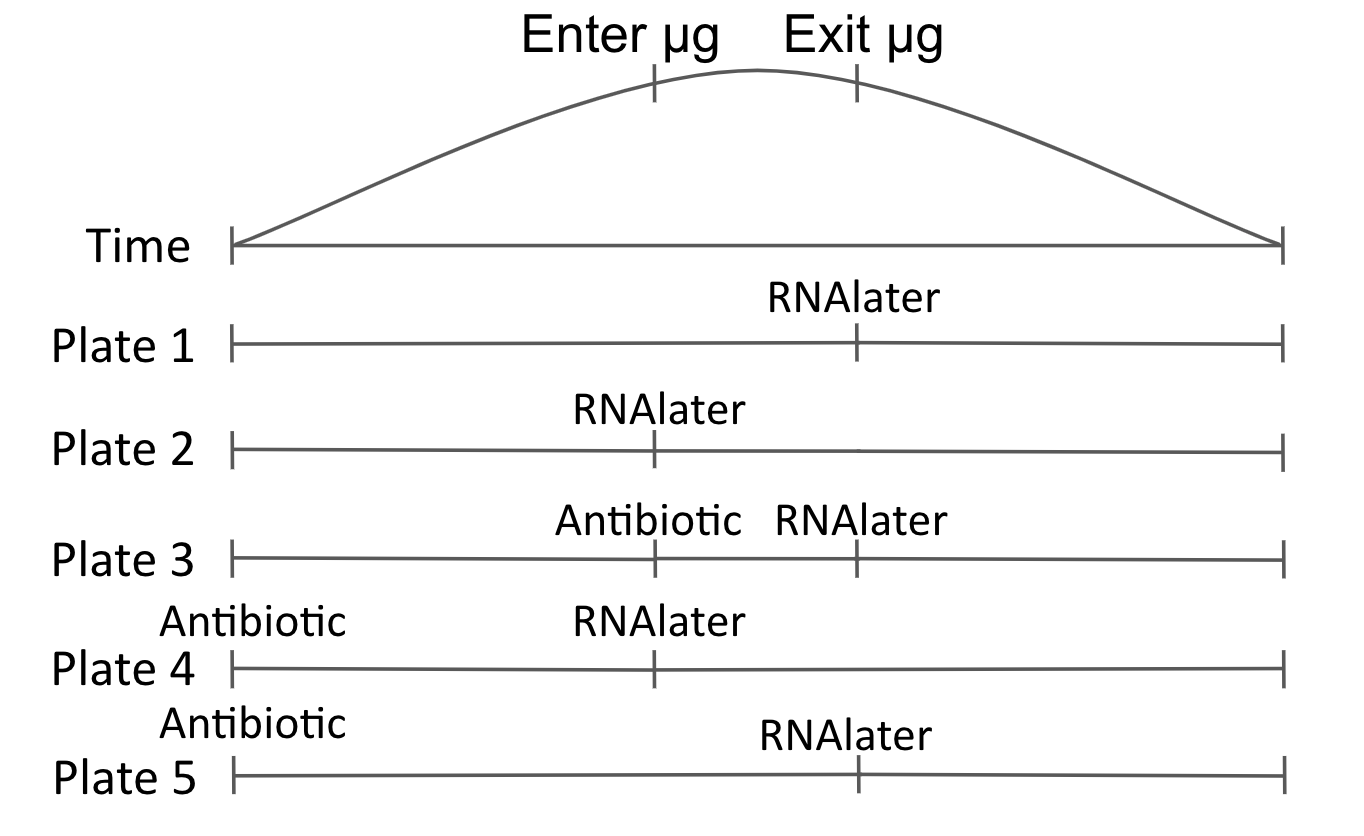 Enter µg Exit µg
Time
RNAlater
Plate 1
RNAlater
Plate 2
Antibiotic RNAlater
Plate 3
Antibiotic RNAlater
Plate 4
Antibiotic RNAlater
Plate 5